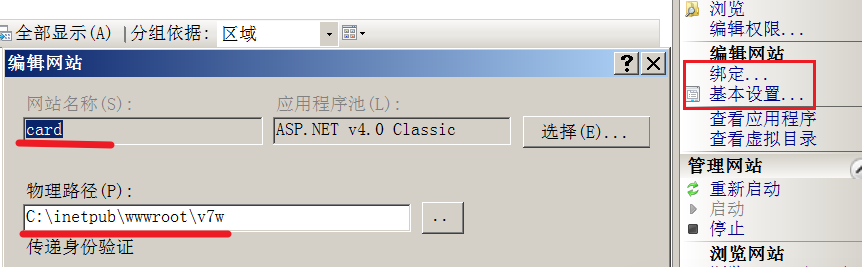 全部显示(A)
分组依据: 区域
编辑网站
网站名称(S):
应用程序池(L):
card
ASP.NET v4.0 Classic
选择(E)...
物理路径(P):
C:\inetpub\wwwroot\v7w
..
传递身份验证
浏览
编辑权限...
编辑网站
绑定...
基本设置...
查看应用程序
查看虚拟目录
管理网站
重新启动
启动
停止
浏览网站